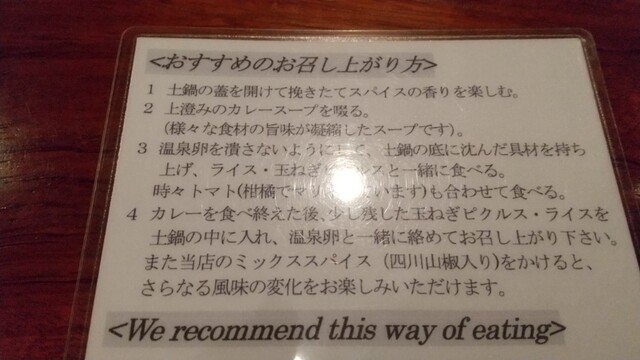 <おすすめのお召し上がり方>
1 土鍋の蓋を開けて挽きたてスパイスの香りを楽しむ。
2 上澄みのカレースープを啜る。
(様々な食材の旨味が凝縮したスープです)。
3 温泉卵を潰さないように して、土鍋の底に沈んだ具材を持ち
上げ、ライス・玉ねぎピクルスと一緒に食べる。
時々トマト(柑橘でマリ います)も合わせて食べる。
4 カレーを食べ終えた後、少し残した玉ねぎピクルス・ライスを
土鍋の中に入れ、温泉卵と一緒に絡めてお召し上がり下さい。
また当店のミックススパイス (四川山椒入り)をかけると、
さらなる風味の変化をお楽しみいただけます。
<We recommend this way of eating>